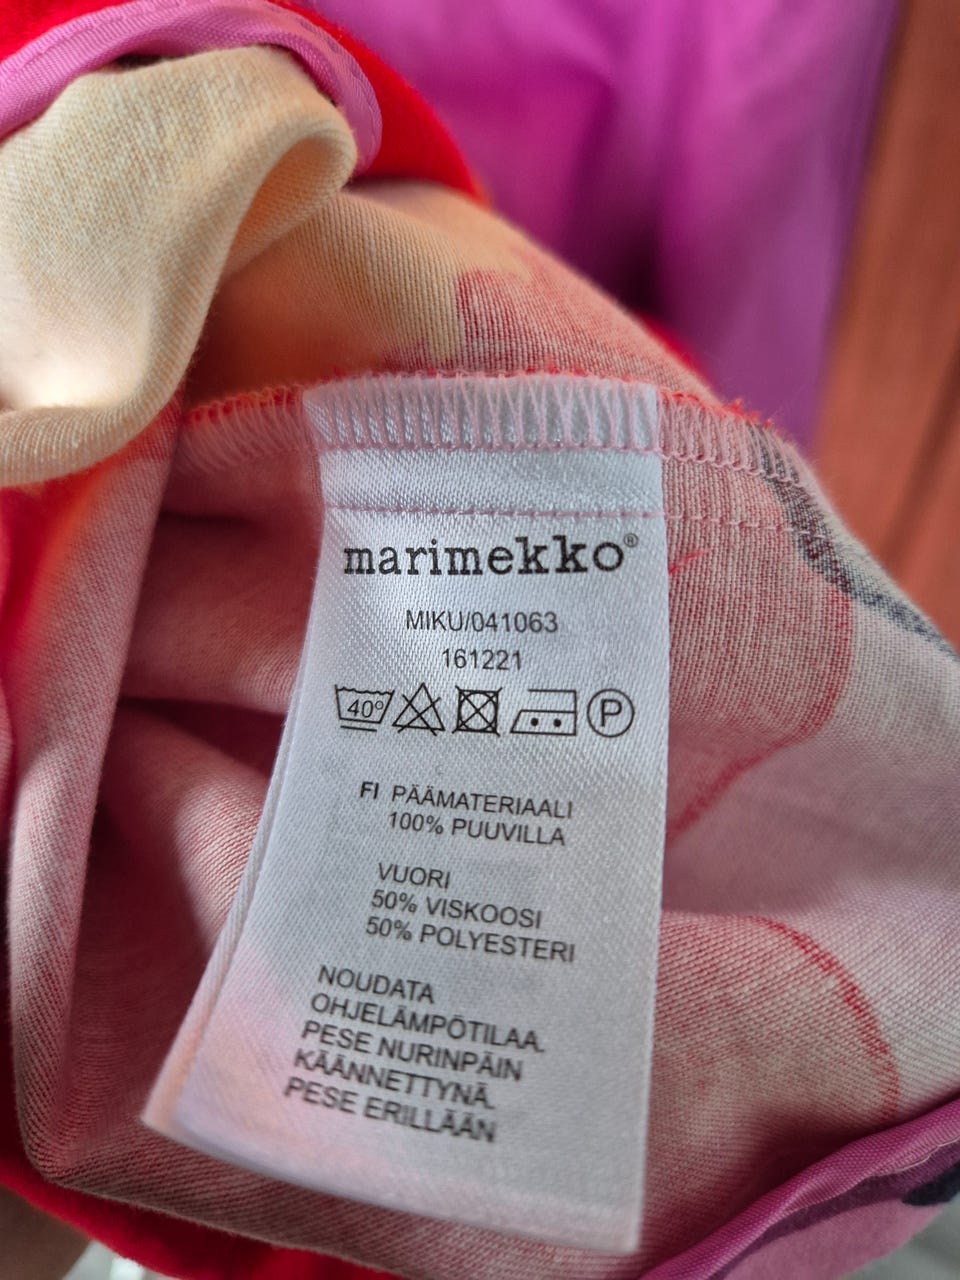 marimekko®
MIKU/041063
161221
40° P
FI PÄÄMATERIAALI
100% PUUVILLA
VUORI
50% VISKOOSI
50% POLYESTERI
NOUDATA
OHJELÄMPÖTILAA.
PESE NURINPÄIN
KÄÄNNETTYNÄ.
PESE ERILLÄÄN